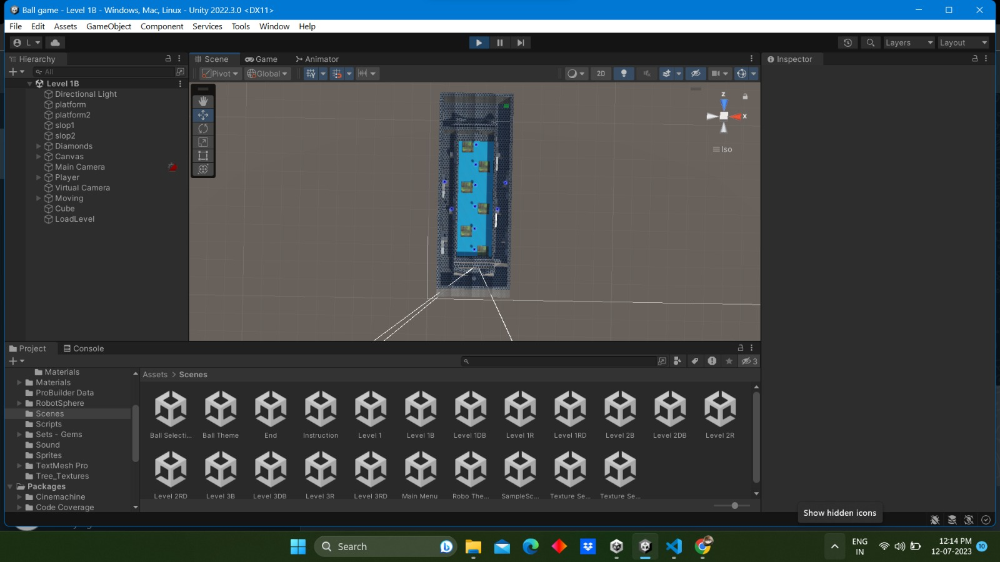 Ball game - Level 1B - Windows, Mac, Linux - Unity 2022.3.0 <DX11>
File Edit Assets GameObject Component Services Tools Window Help
L Layers Layout
Hierarchy Scene Game Animator Inspector
All Pivot Global 2D
Level 1B
Directional Light
platform
platform2
slop1
slop2
Diamonds
Canvas
Main Camera
Player
Virtual Camera
Moving
Cube
LoadLevel
z
x
Iso
Project Console
3
Materials
Materials
ProBuilder Data
RobotSphere
Scenes
Scripts
Sets - Gems
Sound
Sprites
TextMesh Pro
Tree_Textures
Packages
Cinemachine
Code Coverage
Assets > Scenes
Ball Selecti... Ball Theme End Instruction Level 1 Level 1B Level 1DB Level 1R Level 1RD Level 2B Level 2DB Level 2R
Level 2RD Level 3B Level 3DB Level 3R Level 3RD Main Menu Robo The... SampleSc... Texture Se... Texture Se...
Show hidden icons
Search
ENG
IN
12:14 PM
12-07-2023
10